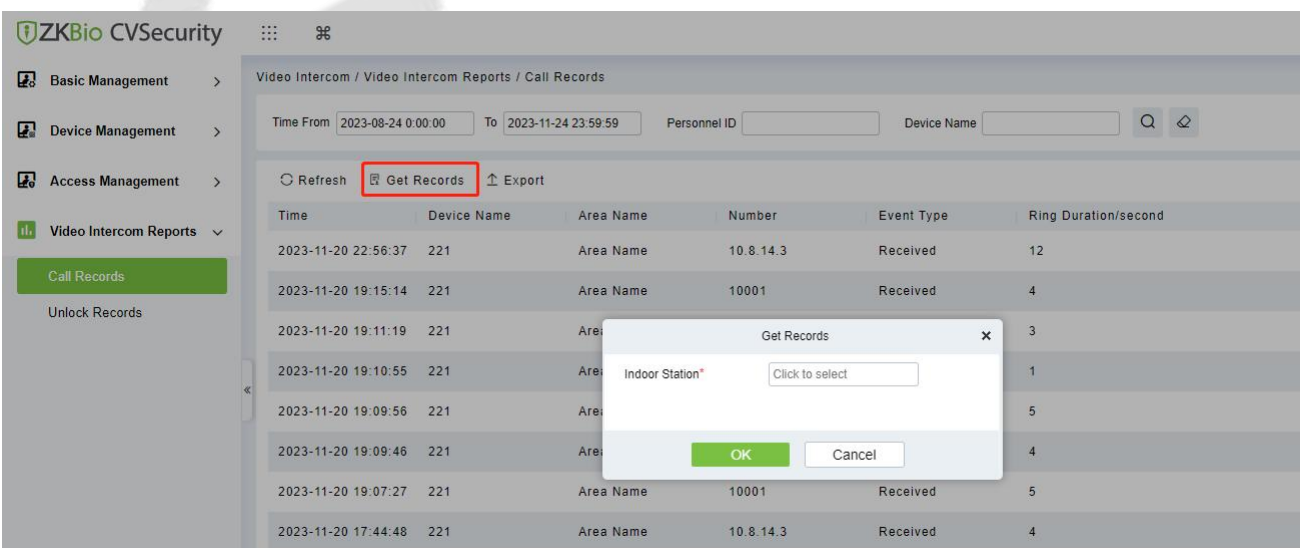 ZKBio CVSecurity
Basic Management
Device Management
Access Management
Video Intercom Reports
Call Records
Unlock Records
Video Intercom / Video Intercom Reports / Call Records
Time From 2023-08-24 0:00:00 To 2023-11-24 23:59:59 Personnel ID Device Name
Refresh Get Records Export
Time Device Name Area Name Number Event Type Ring Duration/second
2023-11-20 22:56:37 221 Area Name 10.8.14.3 Received 12
2023-11-20 19:15:14 221 Area Name 10001 Received 4
2023-11-20 19:11:19 221 3
2023-11-20 19:10:55 221 1
2023-11-20 19:09:56 221 5
2023-11-20 19:09:46 221 4
2023-11-20 19:07:27 221 Area Name 10001 Received 5
2023-11-20 17:44:48 221 Area Name 10.8.14.3 Received 4
Get Records
Indoor Station* Click to select
OK Cancel